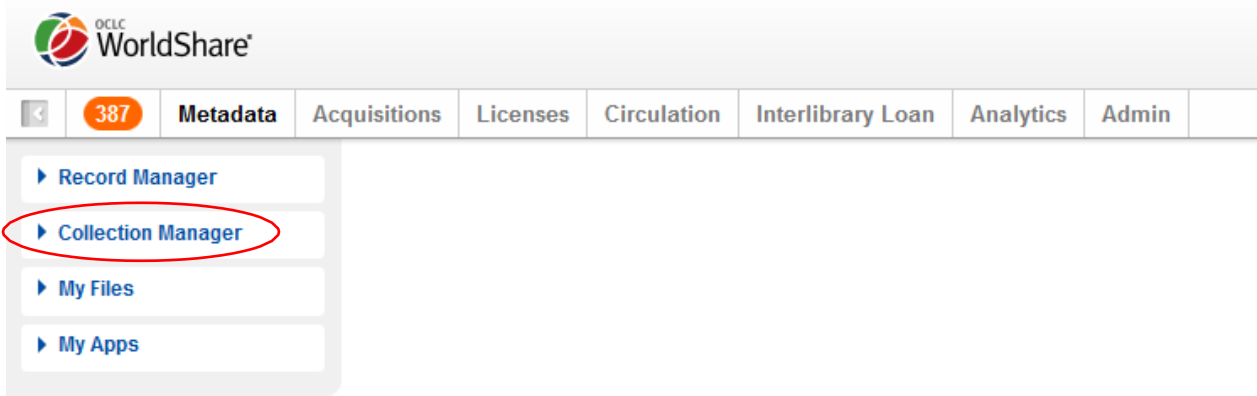 OCLC
WorldShare®
387 Metadata Acquisitions Licenses Circulation Interlibrary Loan Analytics Admin
Record Manager
Collection Manager
My Files
My Apps